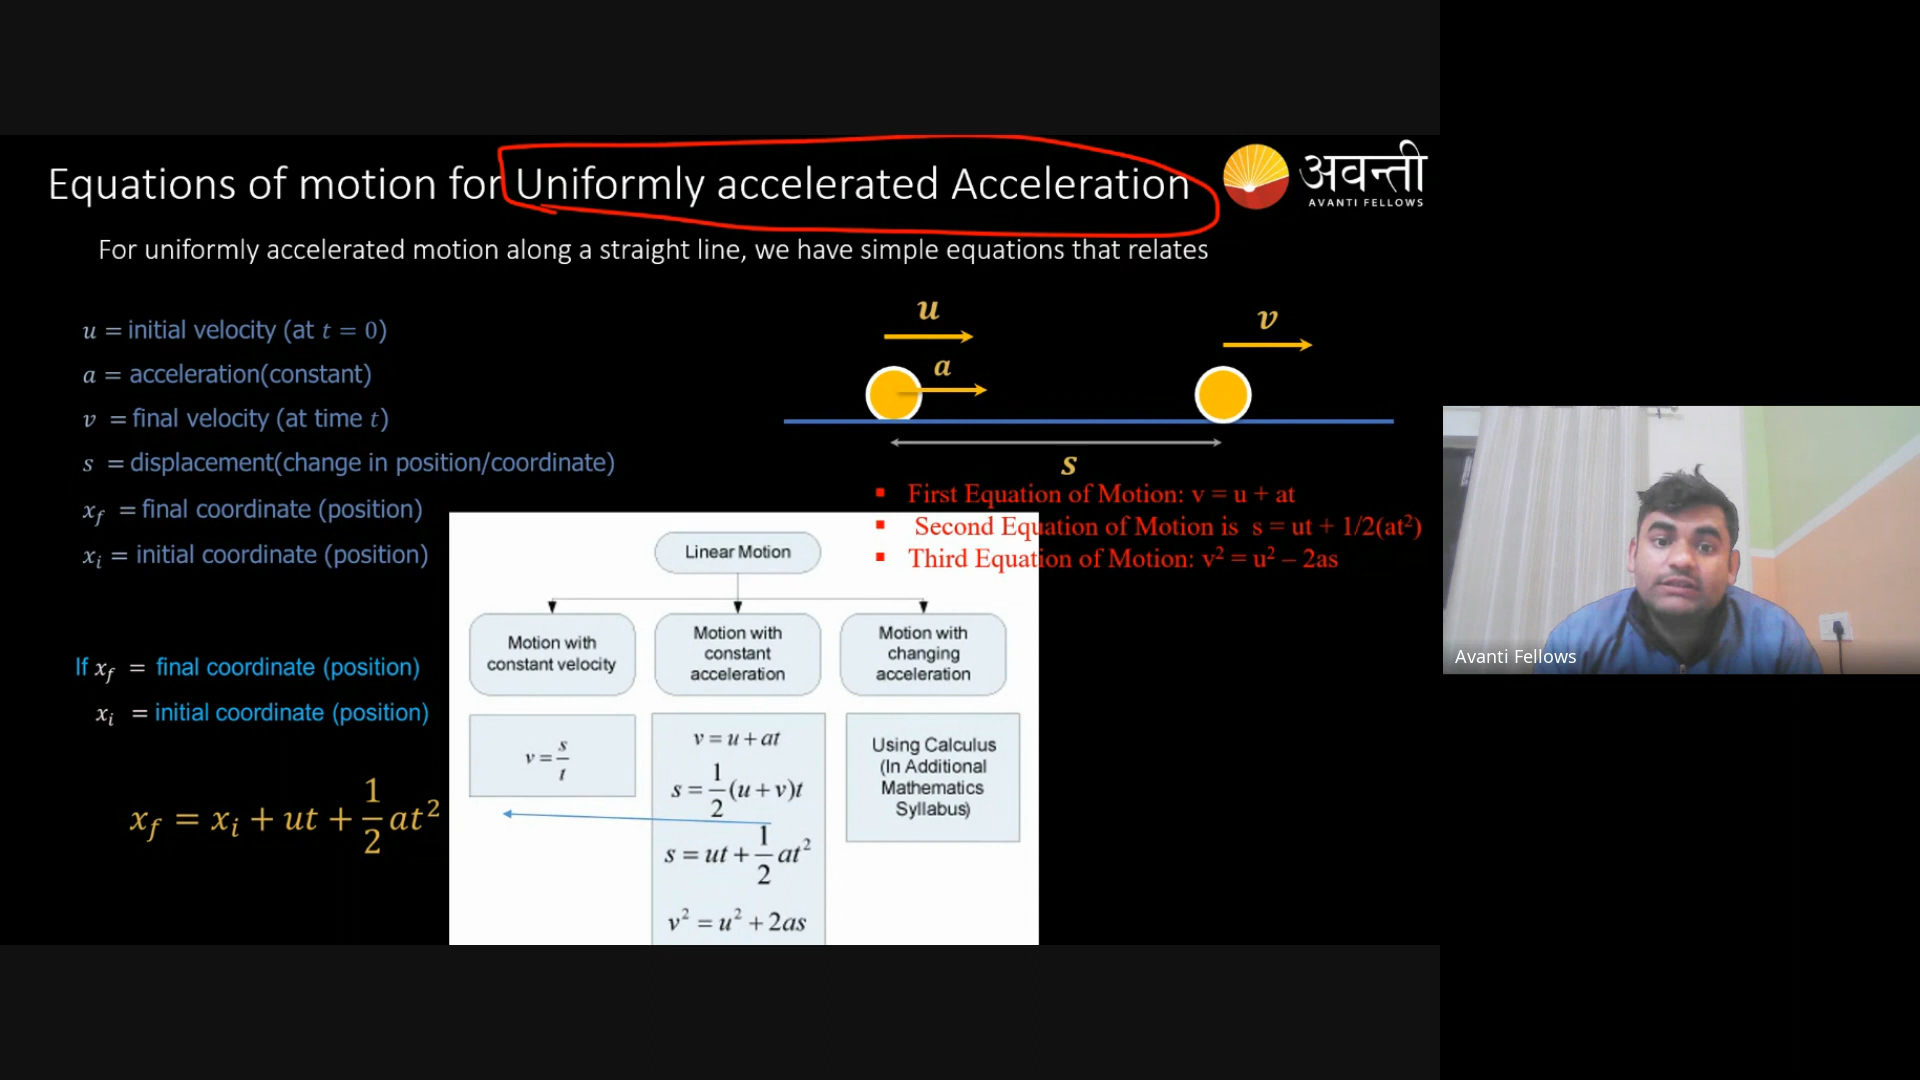 Equations of motion for Uniformly accelerated Acceleration
अवन्ती
AVANTI FELLOWS
For uniformly accelerated motion along a straight line, we have simple equations that relates
u = initial velocity (at t = 0)
a = acceleration(constant)
v = final velocity (at time t)
s = displacement(change in position/coordinate)
x_f = final coordinate (position)
x_i = initial coordinate (position)
If x_f = final coordinate (position)
x_i = initial coordinate (position)
x_f = x_i + ut + \frac{1}{2}at²
u
a
v
s
▪ First Equation of Motion: v = u + at
▪ Second Equation of Motion is s = ut + 1/2(at²)
▪ Third Equation of Motion: v² = u² – 2as
Linear Motion
Motion with
constant velocity
v = \frac{s}{t}
Motion with
constant
acceleration
v = u + at
s = \frac{1}{2}(u + v)t
s = ut + \frac{1}{2}at²
v² = u² + 2as
Motion with
changing
acceleration
Using Calculus
(In Additional
Mathematics
Syllabus)
Avanti Fellows